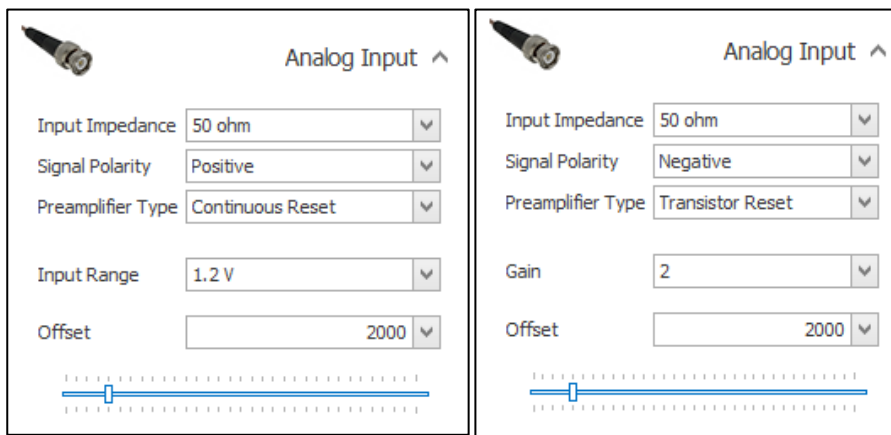 Analog Input
Input Impedance 50 ohm
Signal Polarity Positive
Preamplifier Type Continuous Reset
Input Range 1.2 V
Offset 2000
Analog Input
Input Impedance 50 ohm
Signal Polarity Negative
Preamplifier Type Transistor Reset
Gain 2
Offset 2000